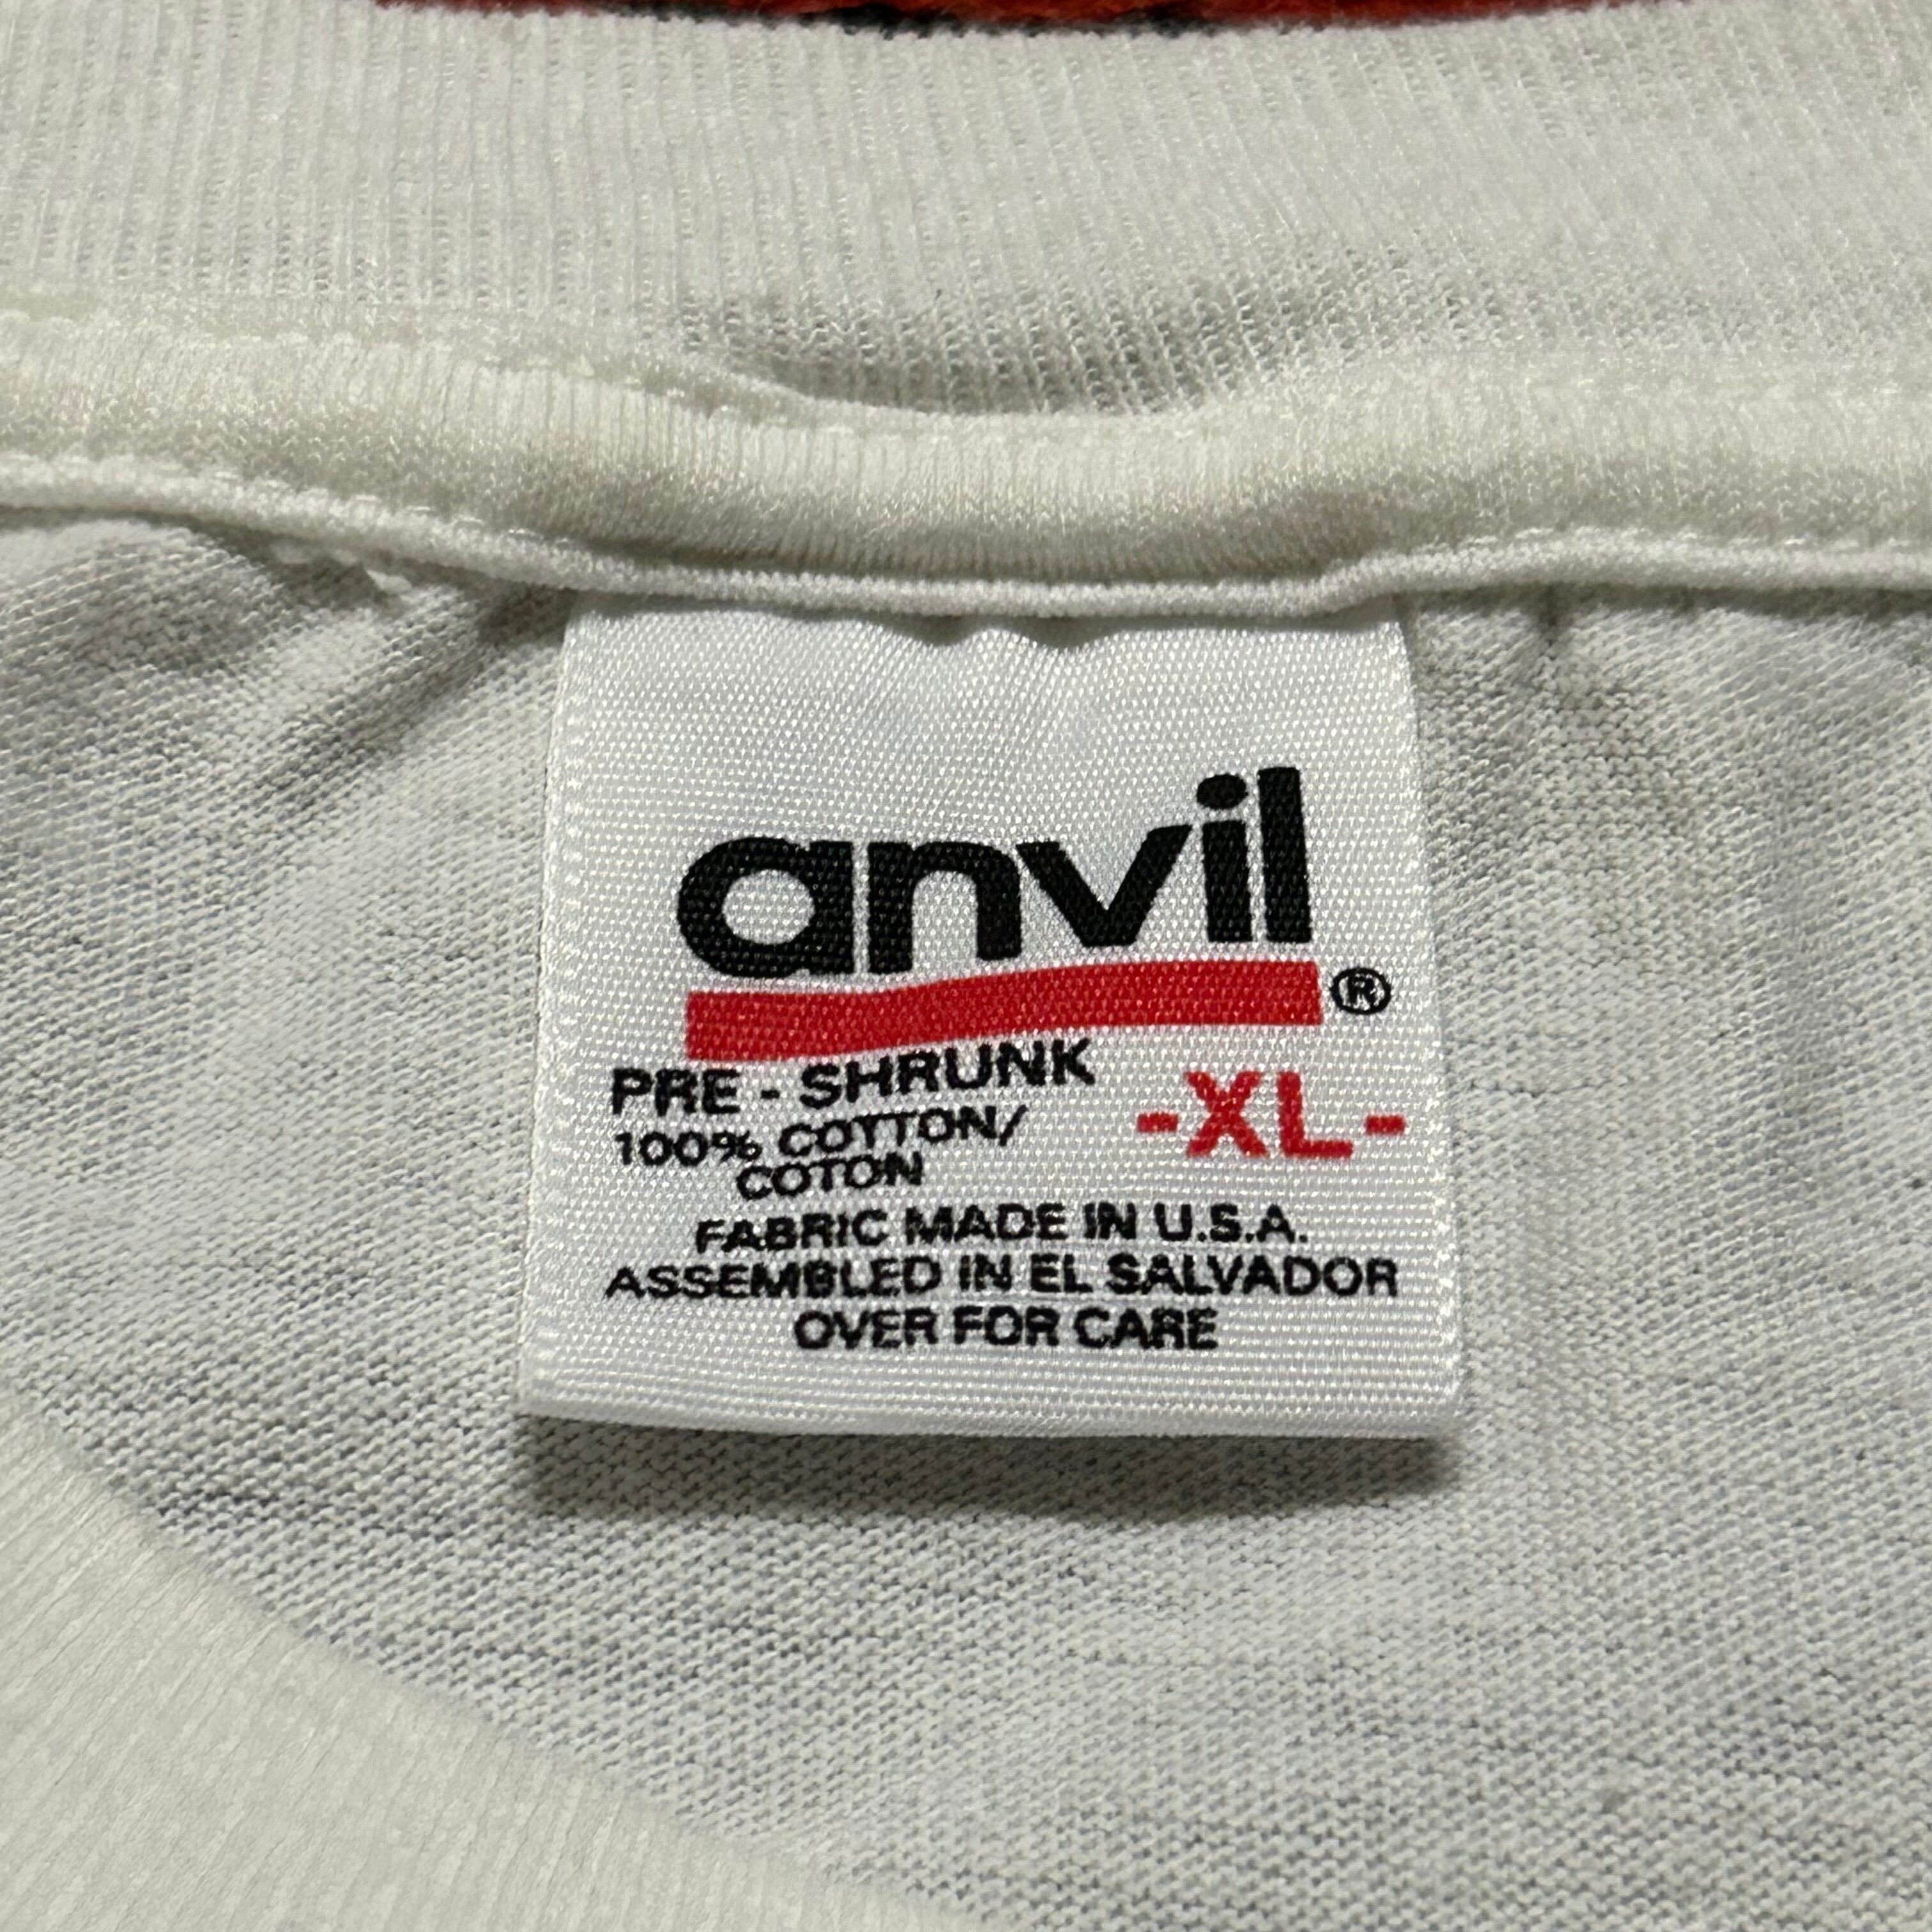 anvil
®
PRE - SHRUNK
100% COTTON/
COTON
-XL-
FABRIC MADE IN U.S.A.
ASSEMBLED IN EL SALVADOR
OVER FOR CARE